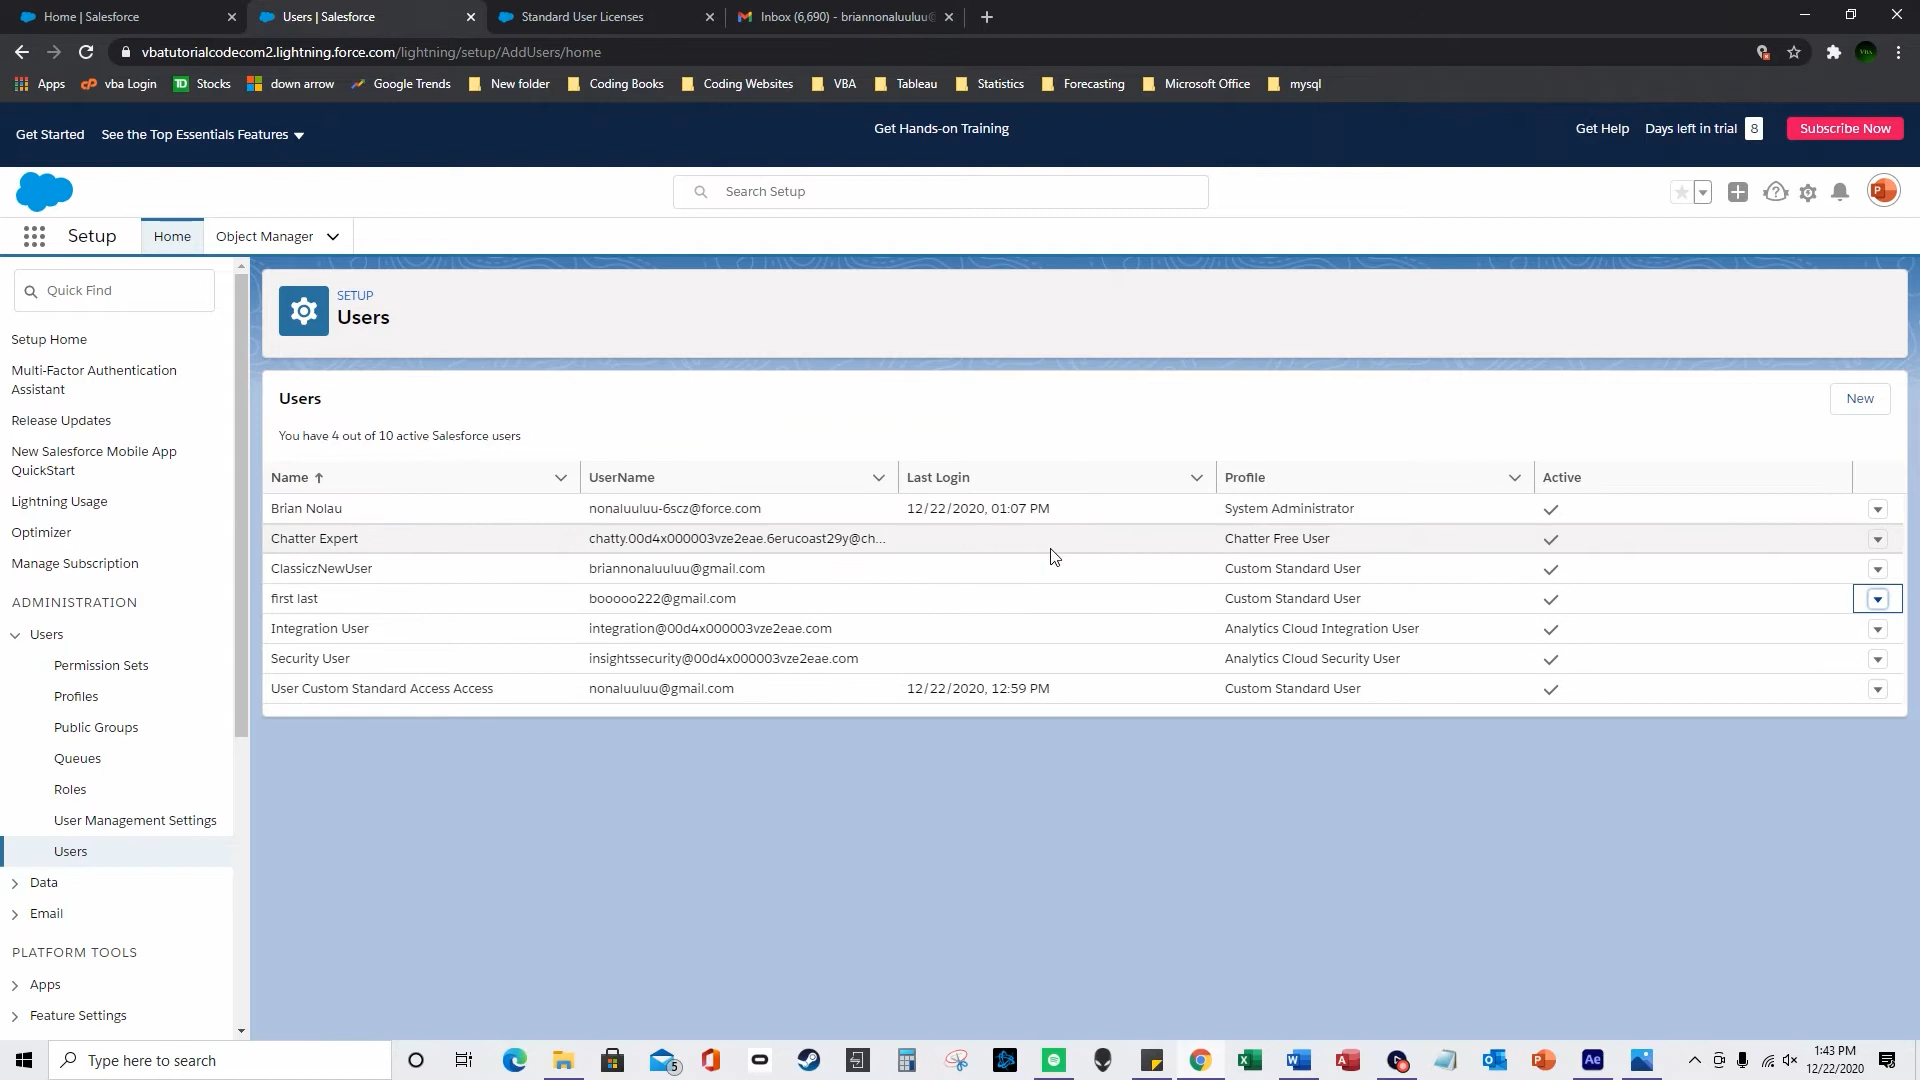 Home | Salesforce
Users | Salesforce
Standard User Licenses
Inbox (6,690) - briannonaluuluu@
vbatutorialcodecom2.lightning.force.com/lightning/setup/AddUsers/home
Apps
vba Login
Stocks
down arrow
Google Trends
New folder
Coding Books
Coding Websites
VBA
Tableau
Statistics
Forecasting
Microsoft Office
mysql
Get Started
See the Top Essentials Features
Get Hands-on Training
Get Help
Days left in trial 8
Subscribe Now
Search Setup
Setup
Home
Object Manager
Quick Find
Setup Home
Multi-Factor Authentication
Assistant
Release Updates
New Salesforce Mobile App
QuickStart
Lightning Usage
Optimizer
Manage Subscription
ADMINISTRATION
Users
Permission Sets
Profiles
Public Groups
Queues
Roles
User Management Settings
Users
Data
Email
PLATFORM TOOLS
Apps
Feature Settings
SETUP
Users
Users
New
You have 4 out of 10 active Salesforce users
Name UserName Last Login Profile Active
Brian Nolau nonaluuluu-6scz@force.com 12/22/2020, 01:07 PM System Administrator
Chatter Expert chatty.00d4x000003vze2eae.6erucoast29y@ch... Chatter Free User
ClassiczNewUser briannonaluuluu@gmail.com Custom Standard User
first last booooo222@gmail.com Custom Standard User
Integration User integration@00d4x000003vze2eae.com Analytics Cloud Integration User
Security User insightssecurity@00d4x000003vze2eae.com Analytics Cloud Security User
User Custom Standard Access Access nonaluuluu@gmail.com 12/22/2020, 12:59 PM Custom Standard User
Type here to search
5
Ae
1:43 PM
12/22/2020